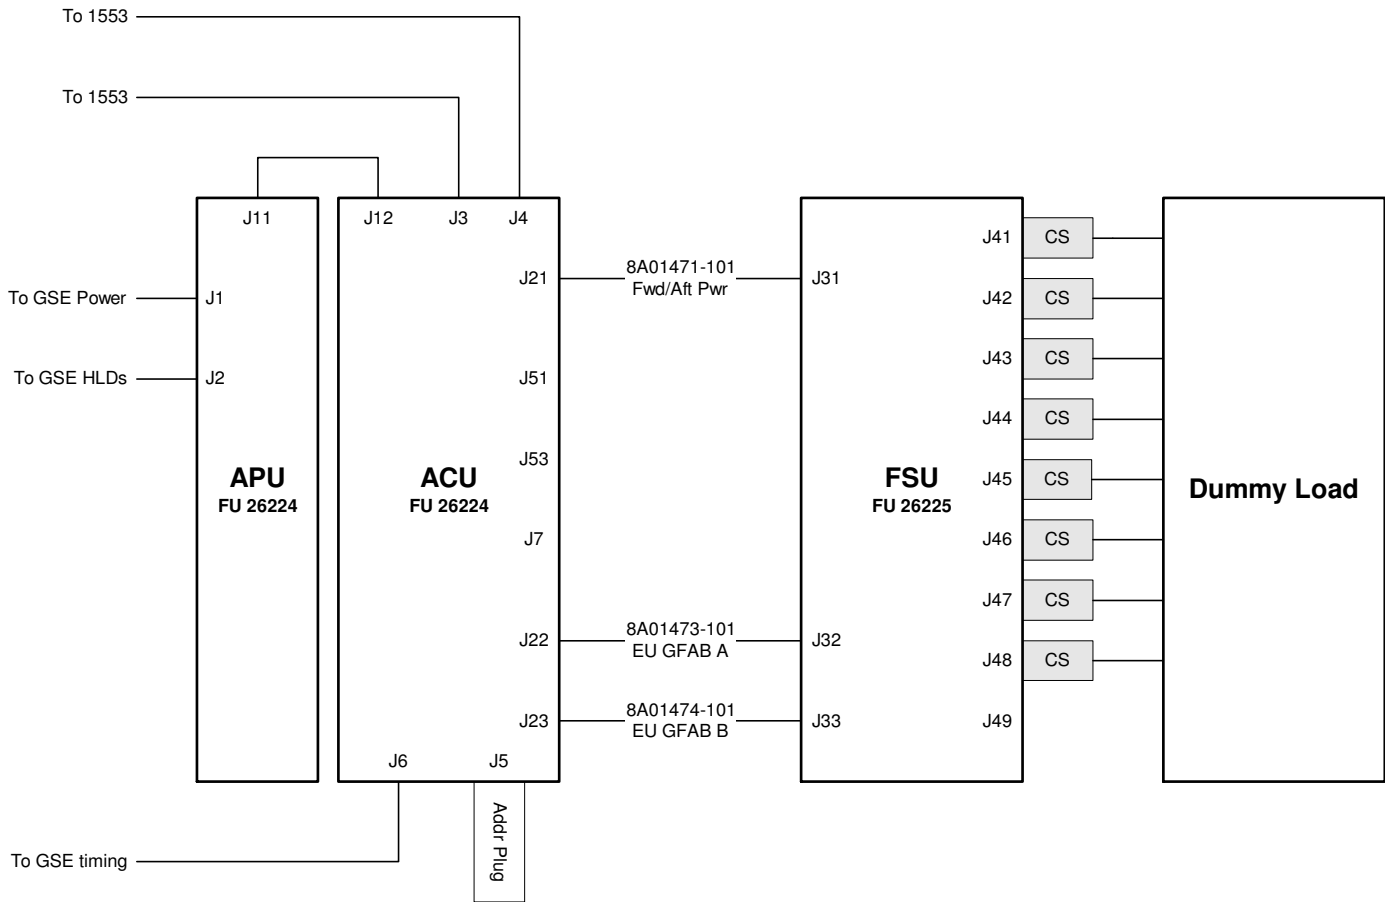 To 1553
To 1553
J11
J12
J3
J4
J21
8A01471-101
Fwd/Aft Pwr
J31
J41
CS
To GSE Power
J1
J42
CS
J43
CS
To GSE HLDs
J2
J51
J44
CS
J53
APU
FU 26224
ACU
FU 26224
FSU
FU 26225
J45
CS
Dummy Load
J7
J46
CS
J47
CS
J22
8A01473-101
EU GFAB A
J32
J48
CS
J23
8A01474-101
EU GFAB B
J33
J49
J6
J5
Addr Plug
To GSE timing